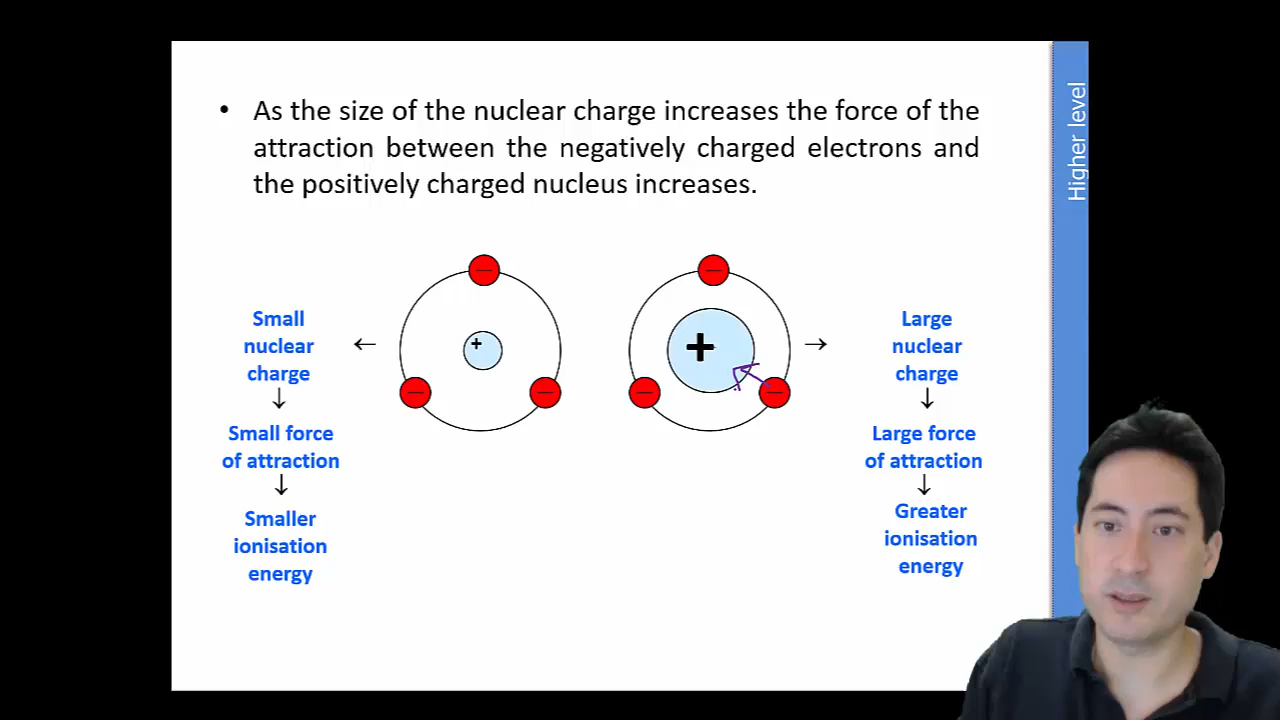 • As the size of the nuclear charge increases the force of the
attraction between the negatively charged electrons and
the positively charged nucleus increases.
Higher level
Small
nuclear
charge
←
↓
Small force
of attraction
↓
Smaller
ionisation
energy
−
−
−
+
−
−
−
+
→
Large
nuclear
charge
↓
Large force
of attraction
↓
Greater
ionisation
energy